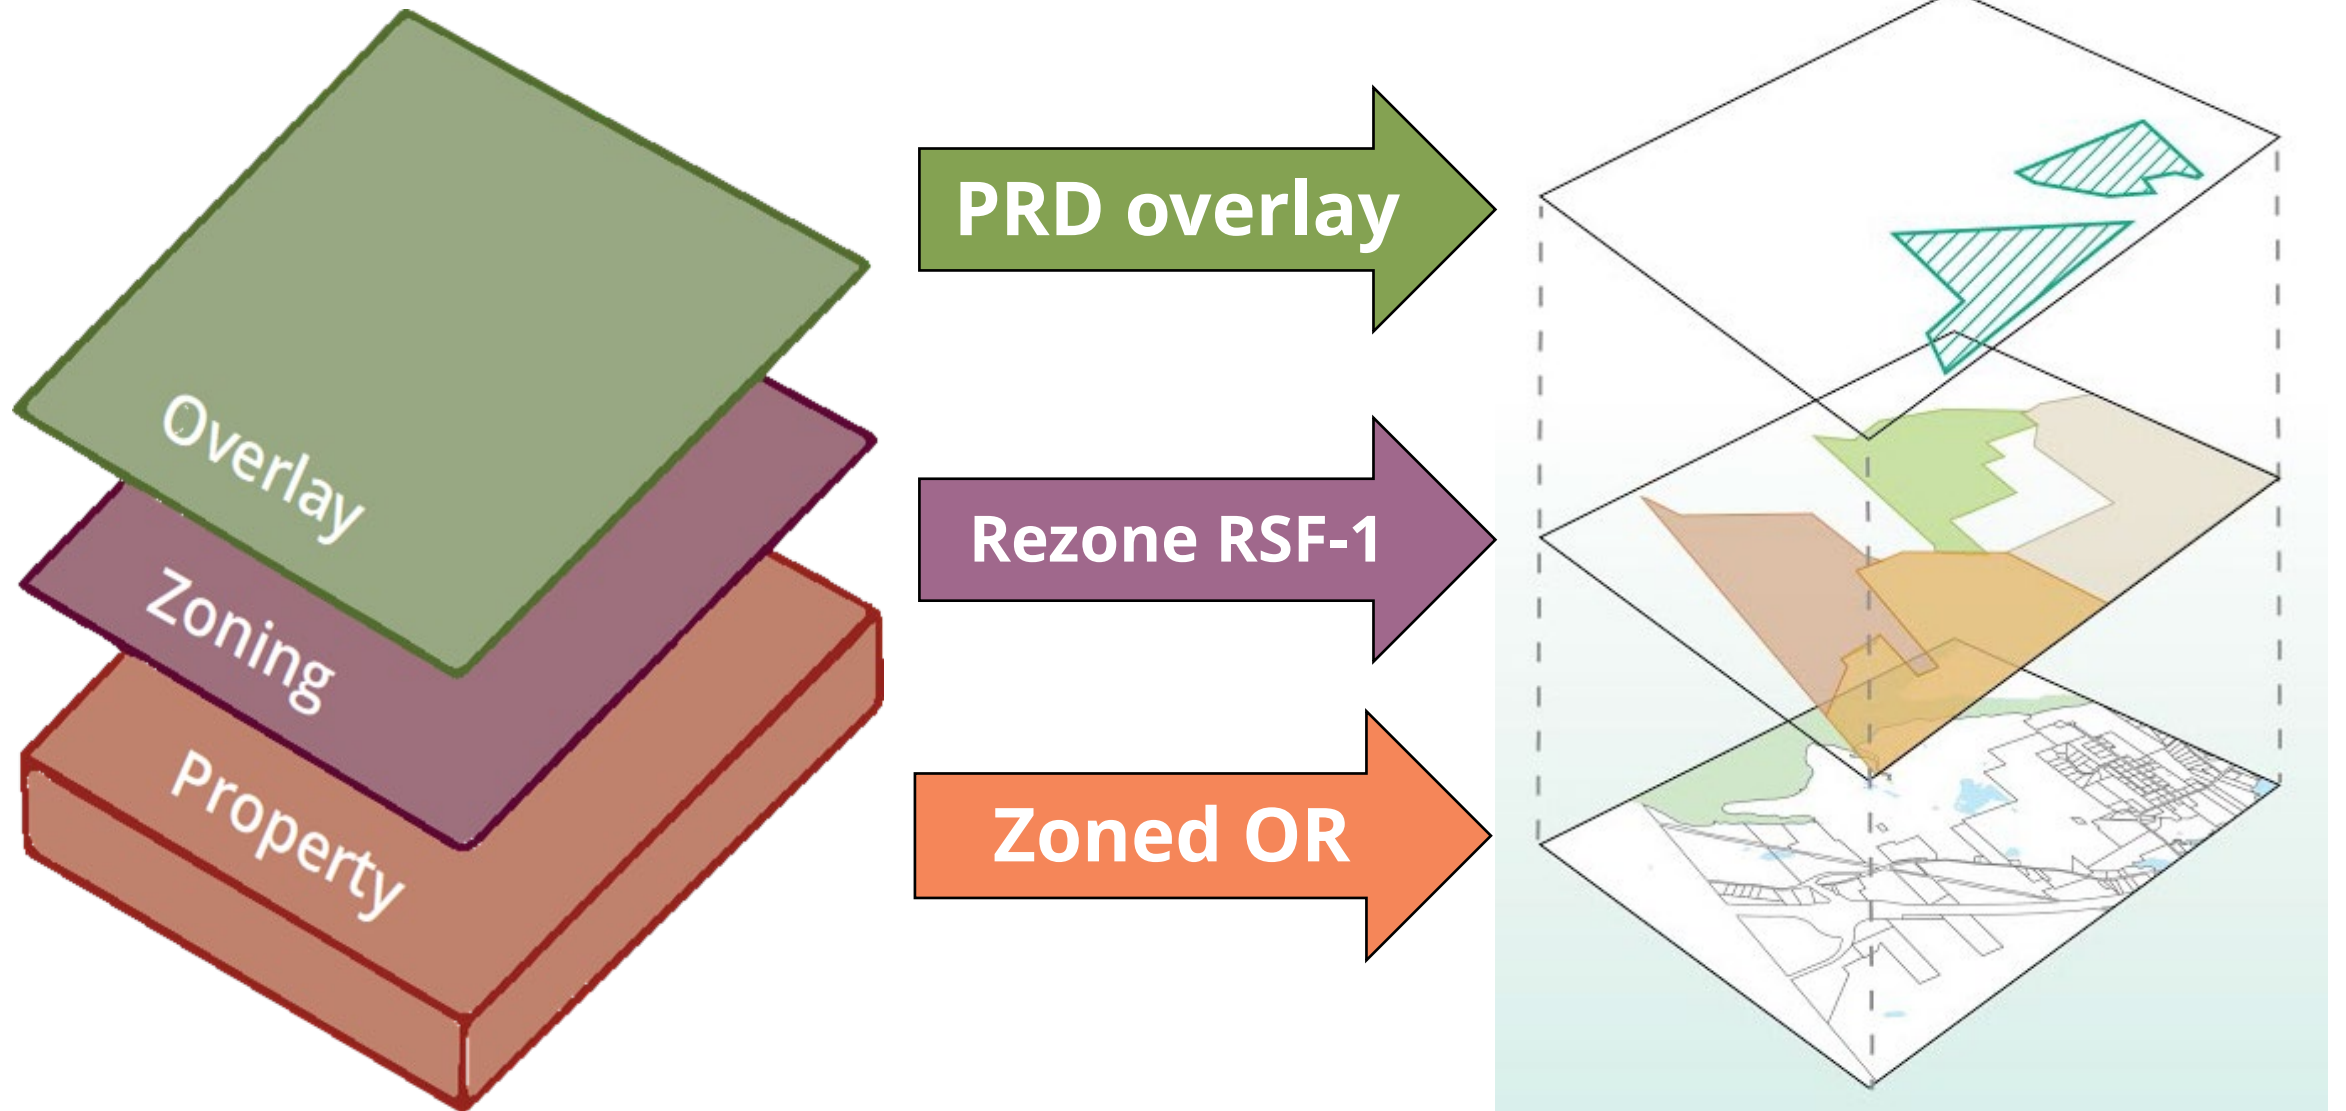 Overlay
Zoning
Property
PRD overlay
Rezone RSF-1
Zoned OR